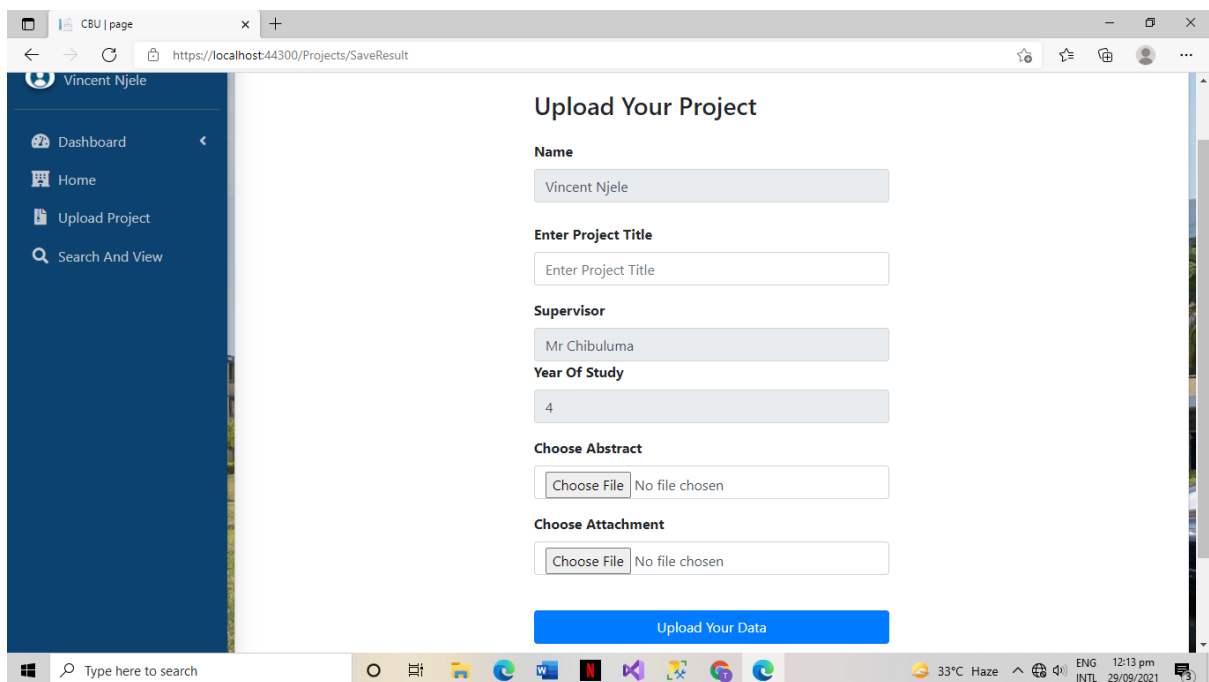 CBU | page
https://localhost:44300/Projects/SaveResult
Vincent Njele
Dashboard
Home
Upload Project
Search And View
Upload Your Project
Name
Vincent Njele
Enter Project Title
Enter Project Title
Supervisor
Mr Chibuluma
Year Of Study
4
Choose Abstract
Choose File No file chosen
Choose Attachment
Choose File No file chosen
Upload Your Data
Type here to search
33°C Haze
ENG
INTL
12:13 pm
29/09/2021